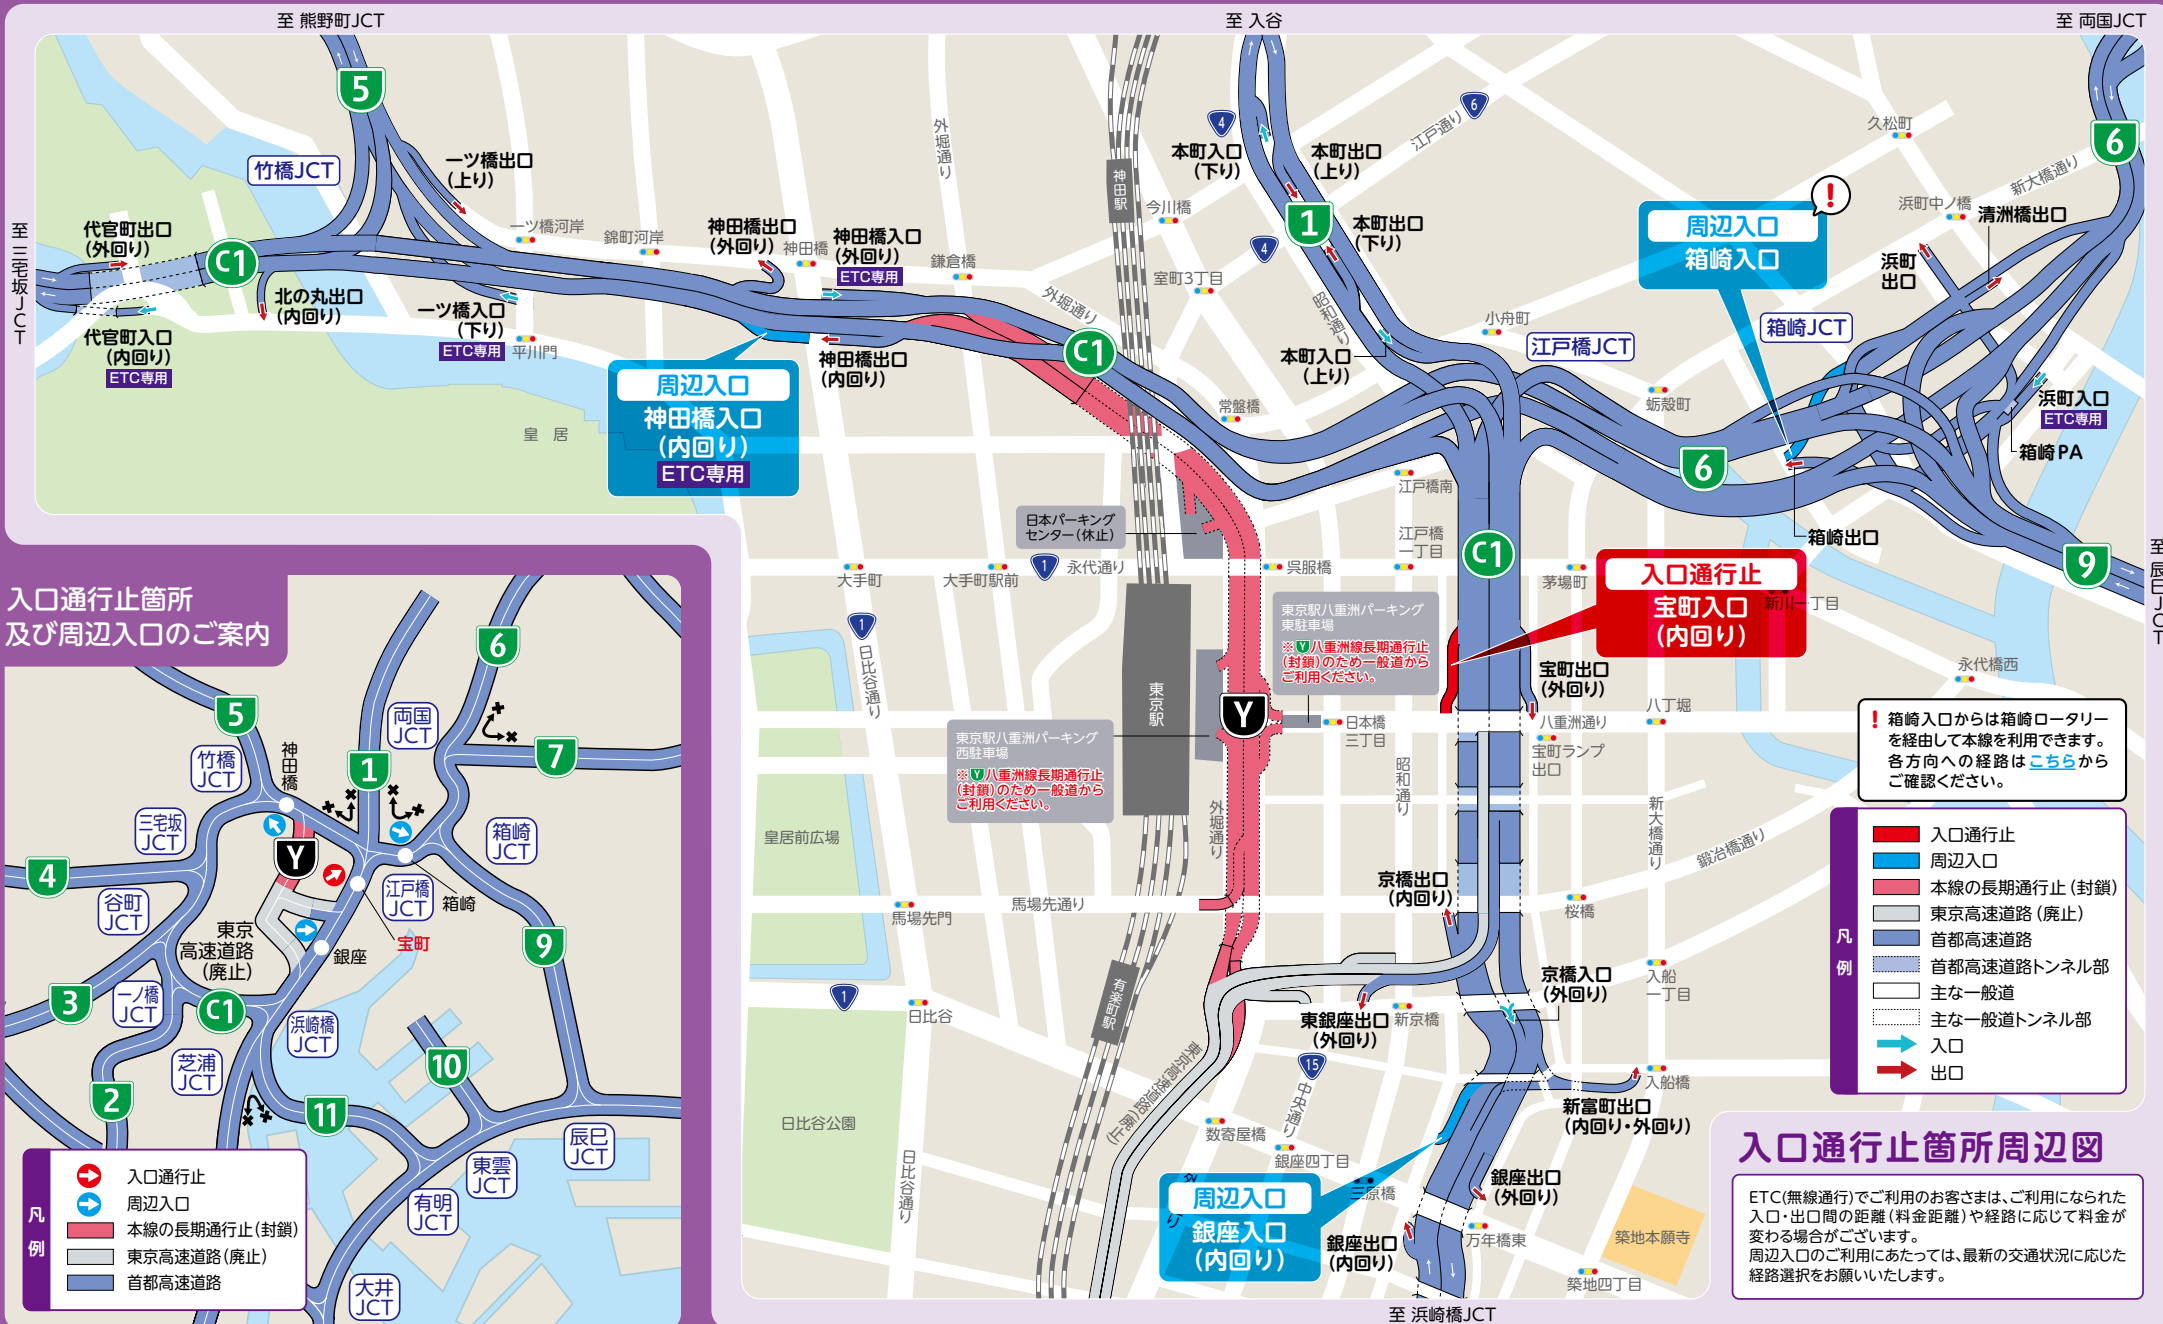 至 熊野町JCT
至 入谷
至 両国JCT
至 三宅坂JCT
5
竹橋JCT
一ツ橋出口
(上り)
代官町出口
(外回り)
C1
北の丸出口
(内回り)
代官町入口
(内回り)
ETC専用
一ツ橋入口
(下り)
ETC専用
平川門
一ツ橋河岸
錦町河岸
神田橋出口
(外回り)
神田橋
神田橋入口
(外回り)
ETC専用
鎌倉橋
外堀通り
外堀通り
神田橋出口
(内回り)
周辺入口
神田橋入口
(内回り)
ETC専用
皇 居
C1
神田駅
4
6
江戸通り
本町入口
(下り)
本町出口
(上り)
今川橋
1
4
本町出口
(下り)
室町3丁目
昭和通り
本町入口
(上り)
小舟町
江戸橋JCT
常盤橋
蛎殻町
周辺入口
箱崎入口
!
箱崎JCT
久松町
新大橋通り
浜町中ノ橋
清洲橋出口
浜町
出口
6
浜町入口
ETC専用
箱崎PA
6
箱崎出口
9
至 辰巳JCT
江戸橋南
江戸橋
一丁目
C1
日本パーキング
センター(休止)
1
永代通り
大手町
大手町駅前
呉服橋
茅場町
新川一丁目
入口通行止
宝町入口
(内回り)
永代橋西
1
日比谷通り
東京駅八重洲パーキング
東駐車場
※Y八重洲線長期通行止
(封鎖)のため一般道から
ご利用ください。
東京駅
Y
日本橋
三丁目
宝町出口
(外回り)
八重洲通り
八丁堀
宝町ランプ
出口
東京駅八重洲パーキング
西駐車場
※Y八重洲線長期通行止
(封鎖)のため一般道から
ご利用ください。
昭和通り
外堀通り
新大橋通り
鍛冶橋通り
皇居前広場
京橋出口
(内回り)
馬場先門
馬場先通り
桜橋
1
日比谷
有楽町駅
京橋入口
(外回り)
入船
一丁目
東銀座出口
(外回り)
新京橋
15
中央通り
東京高速道路(廃止)
入船橋
新富町出口
(内回り・外回り)
日比谷公園
日比谷通り
数寄屋橋
銀座四丁目
三原橋
周辺入口
銀座入口
(内回り)
銀座出口
(外回り)
銀座出口
(内回り)
万年橋東
築地本願寺
築地四丁目
至 浜崎橋JCT
! 箱崎入口からは箱崎ロータリー
を経由して本線を利用できます。
各方向への経路はこちらから
ご確認ください。
凡例
入口通行止
周辺入口
本線の長期通行止(封鎖)
東京高速道路(廃止)
首都高速道路
首都高速道路トンネル部
主な一般道
主な一般道トンネル部
入口
出口
入口通行止箇所周辺図
ETC(無線通行)でご利用のお客さまは、ご利用になられた
入口・出口間の距離(料金距離)や経路に応じて料金が
変わる場合がございます。
周辺入口のご利用にあたっては、最新の交通状況に応じた
経路選択をお願いいたします。
入口通行止箇所
及び周辺入口のご案内
5
6
両国
JCT
竹橋
JCT
神田橋
1
7
三宅坂
JCT
箱崎
JCT
Y
4
谷町
JCT
江戸橋
JCT
箱崎
東京
高速道路
(廃止)
宝町
銀座
9
3
一ノ橋
JCT
C1
浜崎橋
JCT
芝浦
JCT
10
2
11
辰巳
JCT
東雲
JCT
有明
JCT
大井
JCT
凡例
入口通行止
周辺入口
本線の長期通行止(封鎖)
東京高速道路(廃止)
首都高速道路